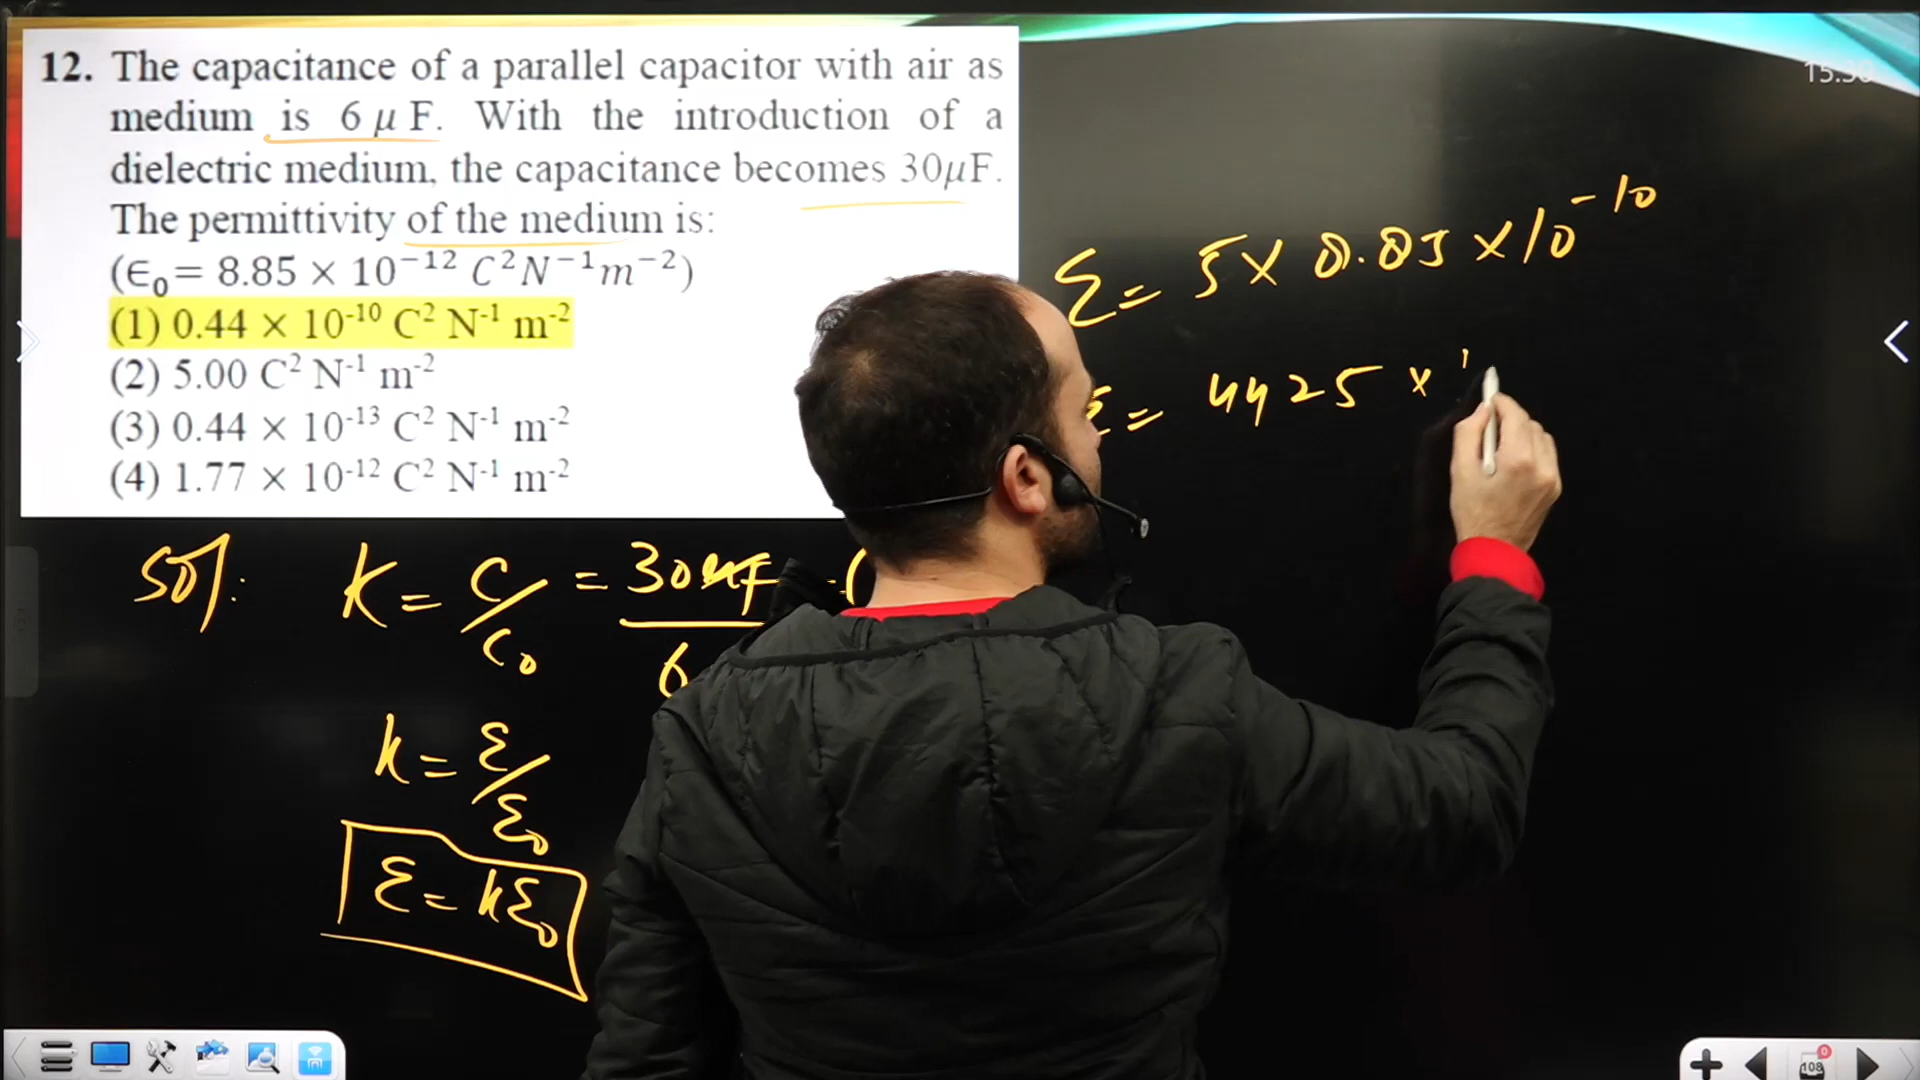 12. The capacitance of a parallel capacitor with air as
medium is 6 μ F. With the introduction of a
dielectric medium, the capacitance becomes 30μF.
The permittivity of the medium is:
(ϵ₀= 8.85 × 10⁻¹² C²N⁻¹m⁻²)
(1) 0.44 × 10⁻¹⁰ C² N⁻¹ m⁻²
(2) 5.00 C² N⁻¹ m⁻²
(3) 0.44 × 10⁻¹³ C² N⁻¹ m⁻²
(4) 1.77 × 10⁻¹² C² N⁻¹ m⁻²
Sol:
K = C/C₀ = 30μF
6
K = ε/ε₀
ε = Kε₀
Σ = 5 × 0.05 × 10⁻¹⁰
= 4425 ×
108
0